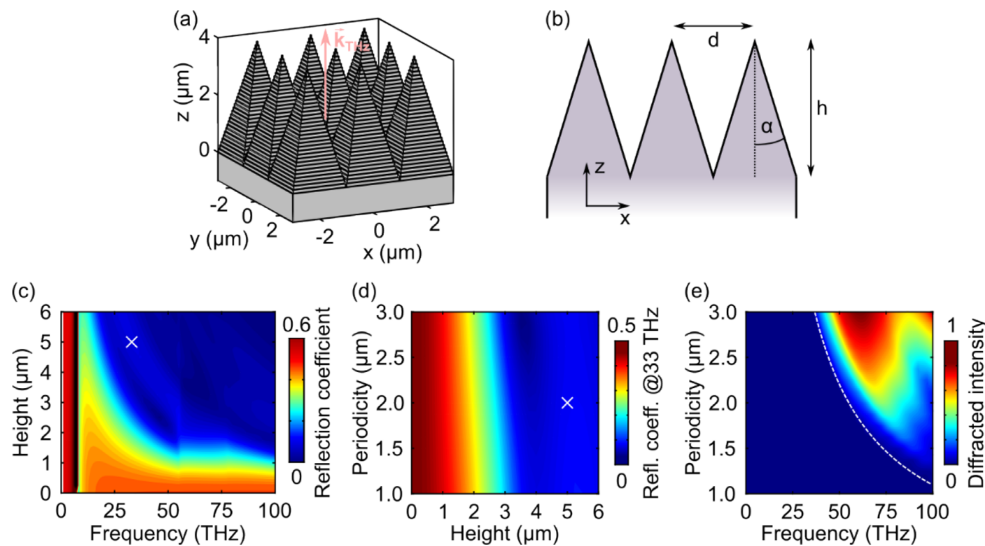 (a)
4
2
0
z (μm)
k⃗THz
-2
0
2
y (μm)
-2
0
2
x (μm)
(b)
d
h
α
z
x
(c)
6
5
4
3
2
1
0
Height (μm)
0 25 50 75 100
Frequency (THz)
0.6
0
Reflection coefficient
(d)
3.0
2.5
2.0
1.5
1.0
Periodicity (μm)
0 1 2 3 4 5 6
Height (μm)
0.5
0
Refl. coeff. @33 THz
(e)
3.0
2.5
2.0
1.5
1.0
Periodicity (μm)
0 25 50 75 100
Frequency (THz)
1
0
Diffracted intensity